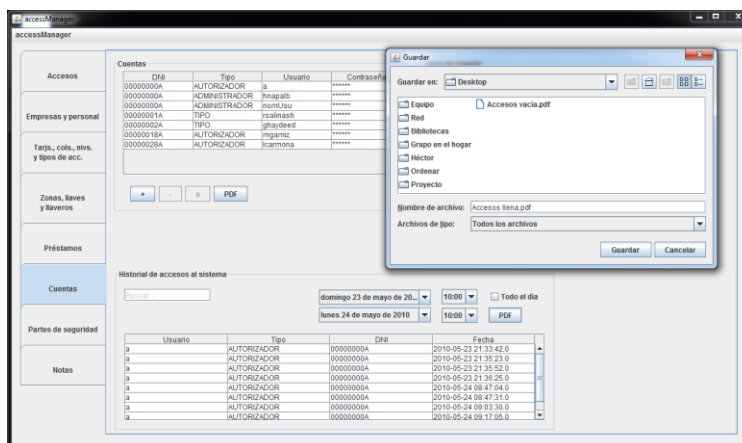 accessManager
accessManager
Accesos
Empresas y personal
Tarjs., cols., nivs.
y tipos de acc.
Zonas, llaves
y llaveros
Préstamos
Cuentas
Partes de seguridad
Notas
Cuentas
DNI Tipo Usuario Contraseña
00000000A AUTORIZADOR a ******
00000000A ADMINISTRADOR hnapalb ******
00000000A ADMINISTRADOR nomUsu ******
00000001A TIPO rsalinash ******
00000002A TIPO ghaydeed ******
00000018A AUTORIZADOR mgamiz ******
00000028A AUTORIZADOR lcarmona ******
+ - o PDF
Guardar
Guardar en: Desktop
Equipo Accesos vacia.pdf
Red
Bibliotecas
Grupo en el hogar
Héctor
Ordenar
Proyecto
Nombre de archivo: Accesos llena.pdf
Archivos de tipo: Todos los archivos
Guardar Cancelar
Historial de accesos al sistema
Buscar...
domingo 23 de mayo de 20... 10:00 Todo el día
lunes 24 de mayo de 2010 10:00 PDF
Usuario Tipo DNI Fecha
a AUTORIZADOR 00000000A 2010-05-23 21:33:42.0
a AUTORIZADOR 00000000A 2010-05-23 21:35:23.0
a AUTORIZADOR 00000000A 2010-05-23 21:35:52.0
a AUTORIZADOR 00000000A 2010-05-23 21:36:25.0
a AUTORIZADOR 00000000A 2010-05-24 08:47:04.0
a AUTORIZADOR 00000000A 2010-05-24 08:47:31.0
a AUTORIZADOR 00000000A 2010-05-24 09:03:30.0
a AUTORIZADOR 00000000A 2010-05-24 09:17:05.0